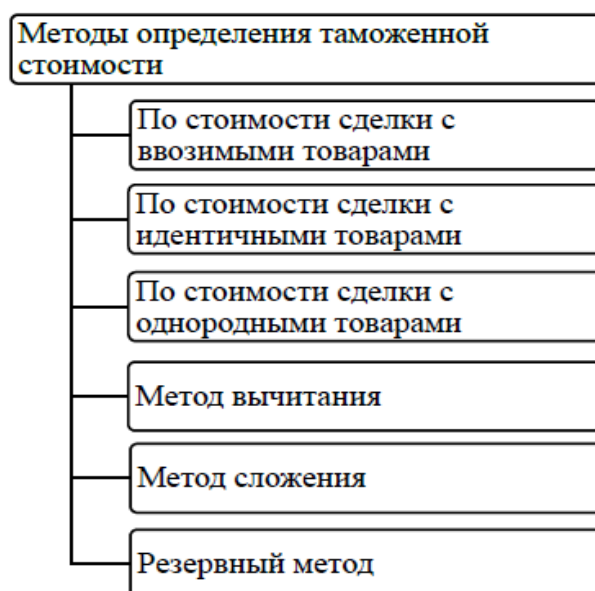 Методы определения таможенной
стоимости
По стоимости сделки с
ввозимыми товарами
По стоимости сделки с
идентичными товарами
По стоимости сделки с
однородными товарами
Метод вычитания
Метод сложения
Резервный метод